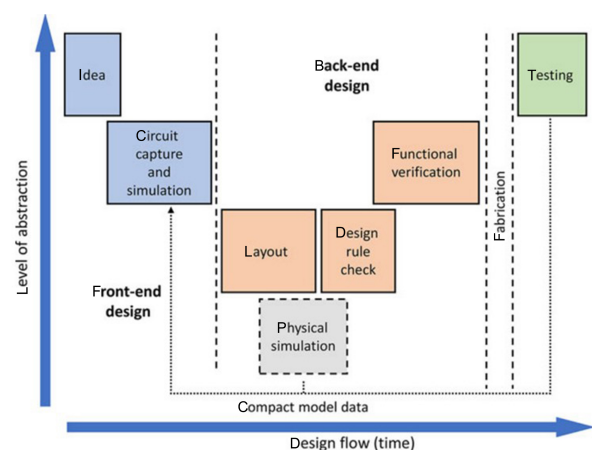 Idea
Back-end
design
Testing
Circuit
capture
and
simulation
Functional
verification
Level of abstraction
Fabrication
Layout
Design
rule
check
Front-end
design
Physical
simulation
Compact model data
Design flow (time)